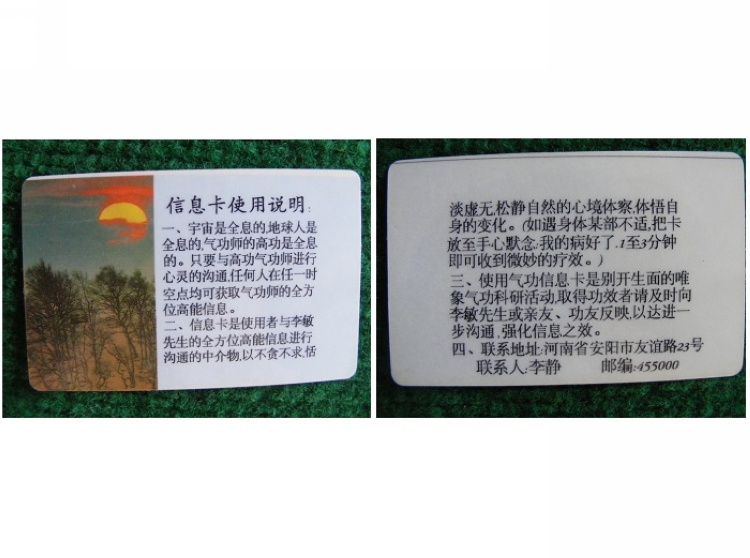 信息卡使用说明:
一、宇宙是全息的,地球人是
全息的,气功师的高功是全息
的。只要与高功气功师进行
心灵的沟通,任何人在任一时
空点均可获取气功师的全方
位高能信息。
二、信息卡是使用者与李敏
先生的全方位高能信息进行
沟通的中介物,以不贪不求,恬
淡虚无,松静自然的心境体察,体悟自
身的变化。(如遇身体某部不适,把卡
放至手心默念:我的病好了,1至3分钟
即可收到微妙的疗效。)
三、使用气功信息卡是别开生面的唯
象气功科研活动,取得功效者请及时向
李敏先生或亲友、功友反映,以达进一
步沟通,强化信息之效。
四、联系地址:河南省安阳市友谊路23号
联系人:李静 邮编:455000